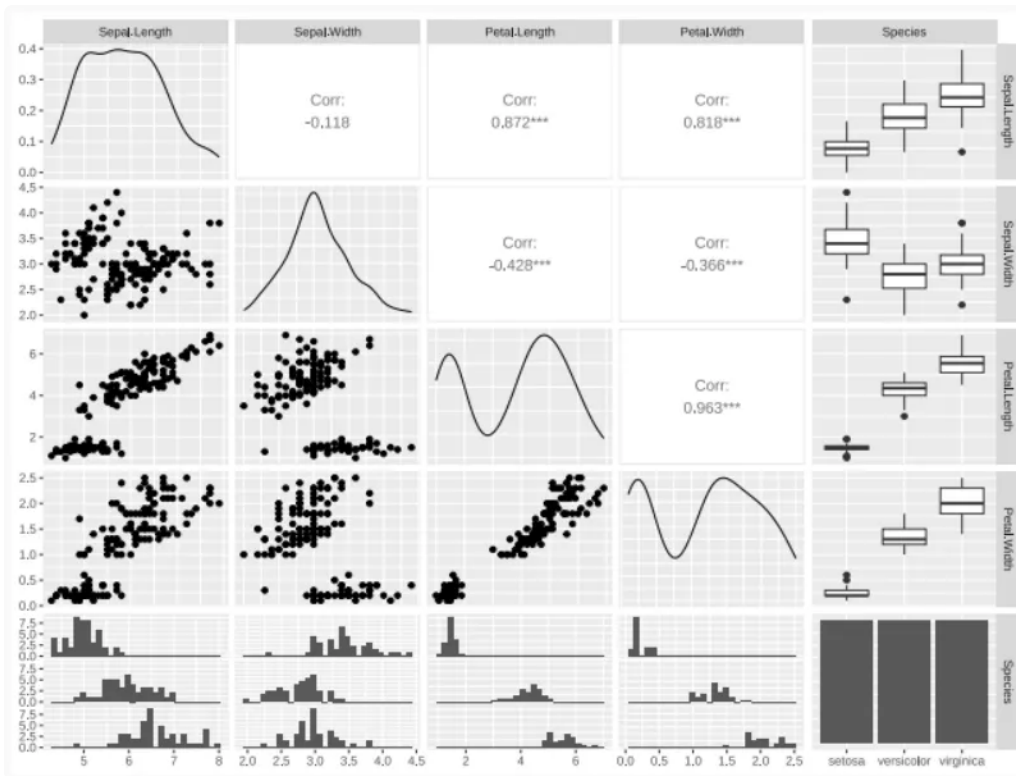 Sepal.Length Sepal.Width Petal.Length Petal.Width Species
0.4
0.3
0.2
0.1
0.0
Corr:
-0.118
Corr:
0.872***
Corr:
0.818***
Sepal.Length
4.5
4.0
3.5
3.0
2.5
2.0
Corr:
-0.428***
Corr:
-0.366***
Sepal.Width
6
4
2
Corr:
0.963***
Petal.Length
2.5
2.0
1.5
1.0
0.5
0.0
Petal.Width
7.5
5.0
2.5
0.0
7.5
5.0
2.5
0.0
7.5
5.0
2.5
0.0
Species
5 6 7 8 2.0 2.5 3.0 3.5 4.0 4.5 2 4 6 0.0 0.5 1.0 1.5 2.0 2.5 setosa versicolor virginica